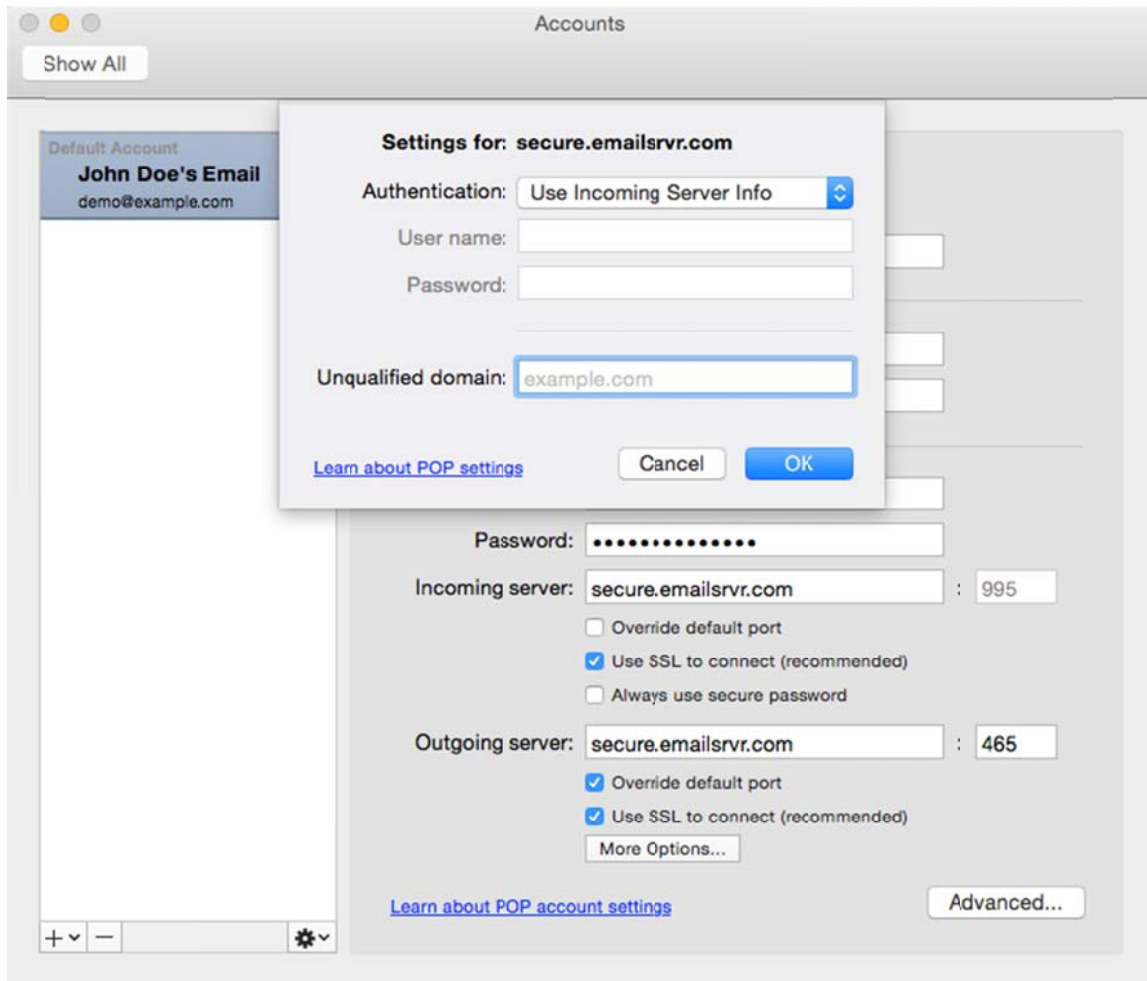 Accounts
Show All
Default Account
John Doe's Email
demo@example.com
Settings for: secure.emailsrvr.com
Authentication: Use Incoming Server Info
User name:
Password:
Unqualified domain: example.com
Learn about POP settings Cancel OK
Password: ••••••••••••••
Incoming server: secure.emailsrvr.com : 995
Override default port
Use SSL to connect (recommended)
Always use secure password
Outgoing server: secure.emailsrvr.com : 465
Override default port
Use SSL to connect (recommended)
More Options...
Learn about POP account settings Advanced...